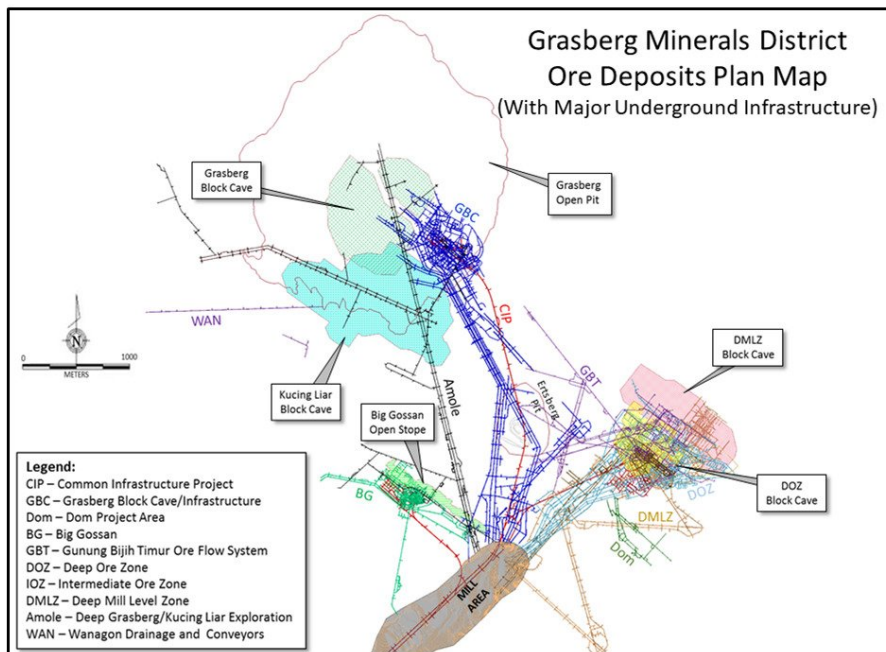 Grasberg Minerals District
Ore Deposits Plan Map
(With Major Underground Infrastructure)
Grasberg
Block Cave
Grasberg
Open Pit
GBC
WAN
CIP
N
0
1000
METERS
Kucing Liar
Block Cave
Amole
GBT
Ertsberg
Pit
DMLZ
Block Cave
Big Gossan
Open Stope
BG
DOZ
Block Cave
DOZ
DMLZ
Dom
MILL
AREA
Legend:
CIP – Common Infrastructure Project
GBC – Grasberg Block Cave/Infrastructure
Dom – Dom Project Area
BG – Big Gossan
GBT – Gunung Bijih Timur Ore Flow System
DOZ – Deep Ore Zone
IOZ – Intermediate Ore Zone
DMLZ – Deep Mill Level Zone
Amole – Deep Grasberg/Kucing Liar Exploration
WAN – Wanagon Drainage and Conveyors